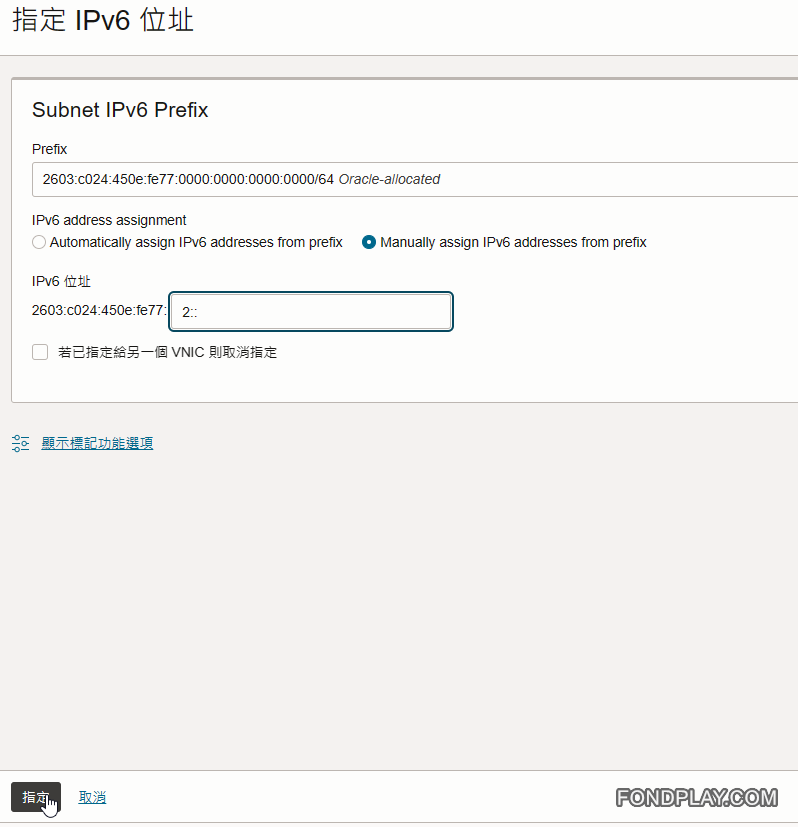 指定 IPv6 位址
Subnet IPv6 Prefix
Prefix
2603:c024:450e:fe77:0000:0000:0000:0000/64 Oracle-allocated
IPv6 address assignment
Automatically assign IPv6 addresses from prefix Manually assign IPv6 addresses from prefix
IPv6 位址
2603:c024:450e:fe77: 2::
若已指定給另一個 VNIC 則取消指定
顯示標記功能選項
指定 取消
FONDPLAY.COM